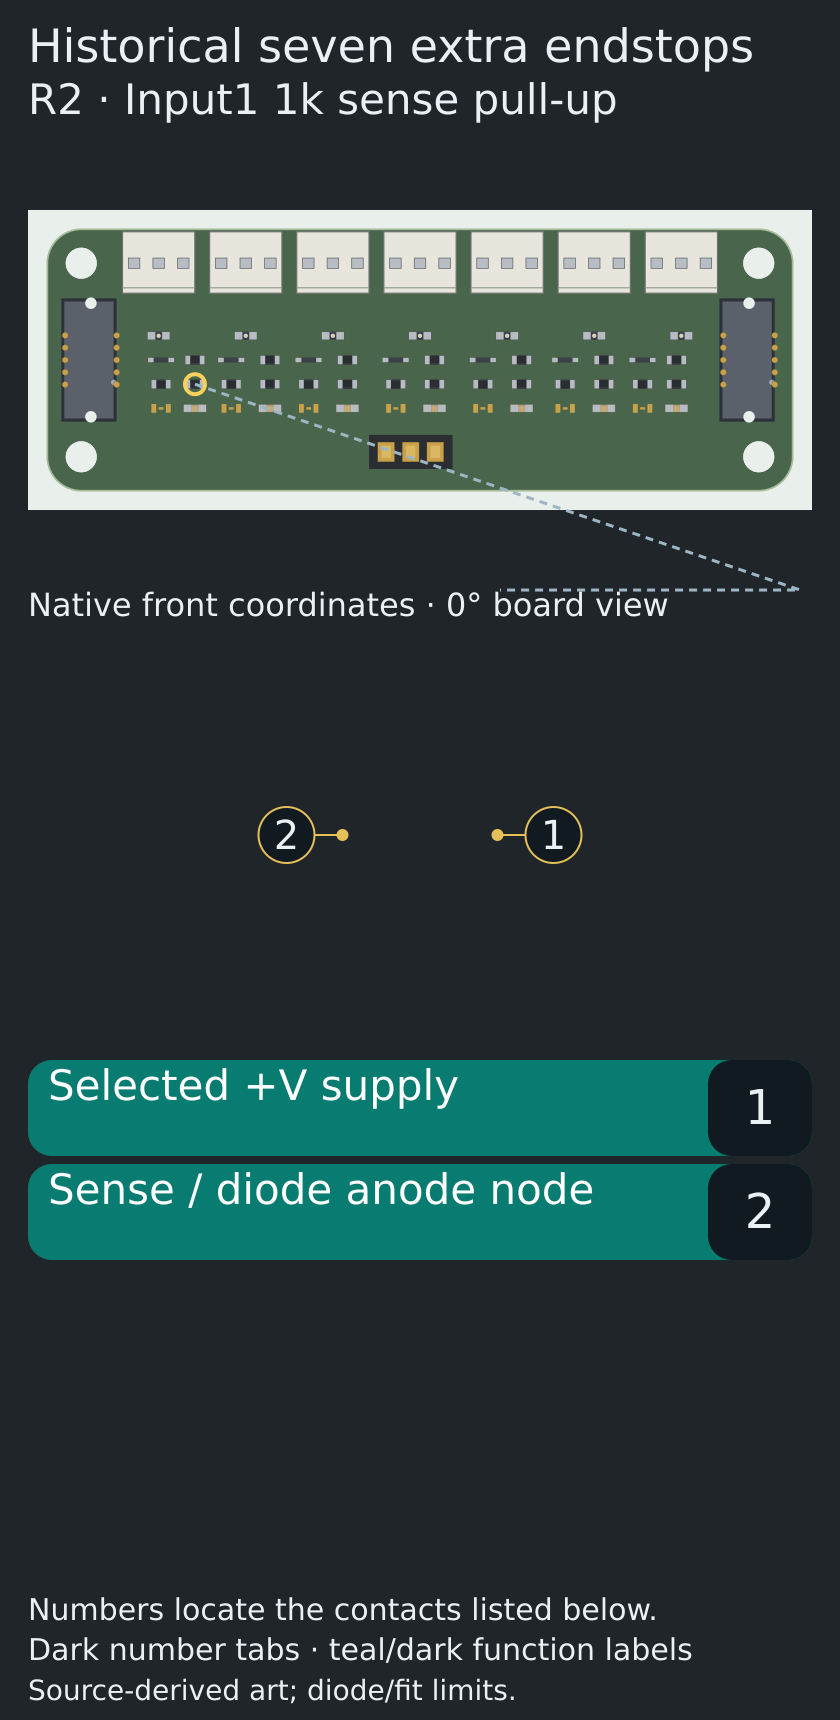 Historical seven extra endstops
R2 · Input1 1k sense pull-up
Native front coordinates · 0° board view
2 1
Selected +V supply 1
Sense / diode anode node 2
Numbers locate the contacts listed below.
Dark number tabs · teal/dark function labels
Source-derived art; diode/fit limits.